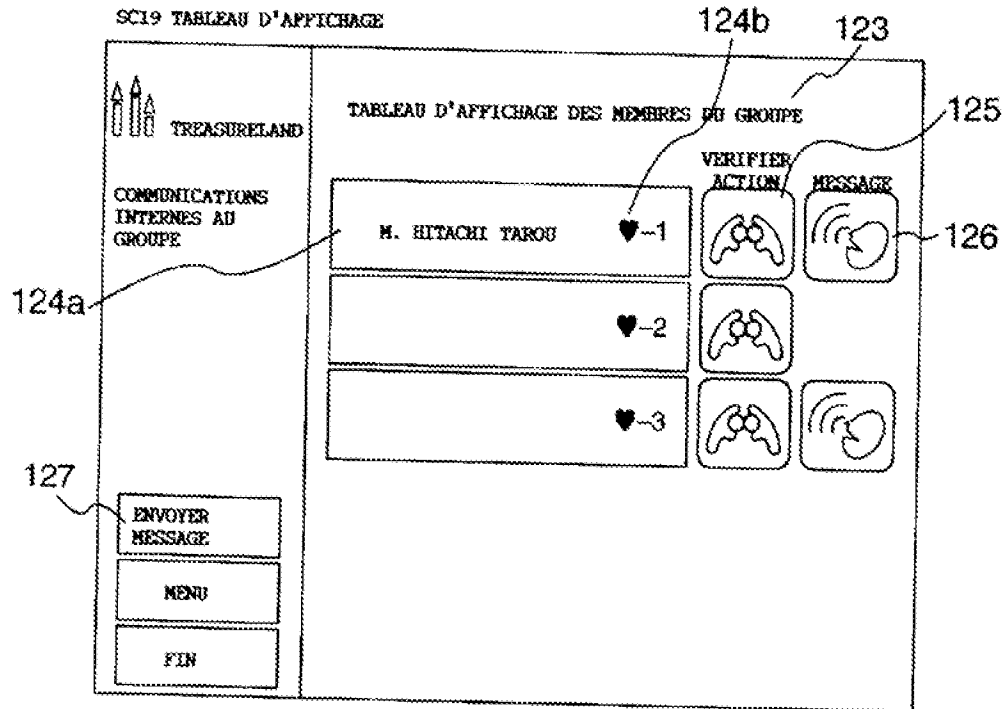 SC19 TABLEAU D'AFFICHAGE
124b
123
TREASURELAND
TABLEAU D'AFFICHAGE DES MEMBRES DU GROUPE
125
VERIFIER
ACTION
MESSAGE
COMMUNICATIONS
INTERNES AU
GROUPE
M. HITACHI TAROU
♥-1
126
124a
♥-2
♥-3
127
ENVOYER
MESSAGE
MENU
FIN